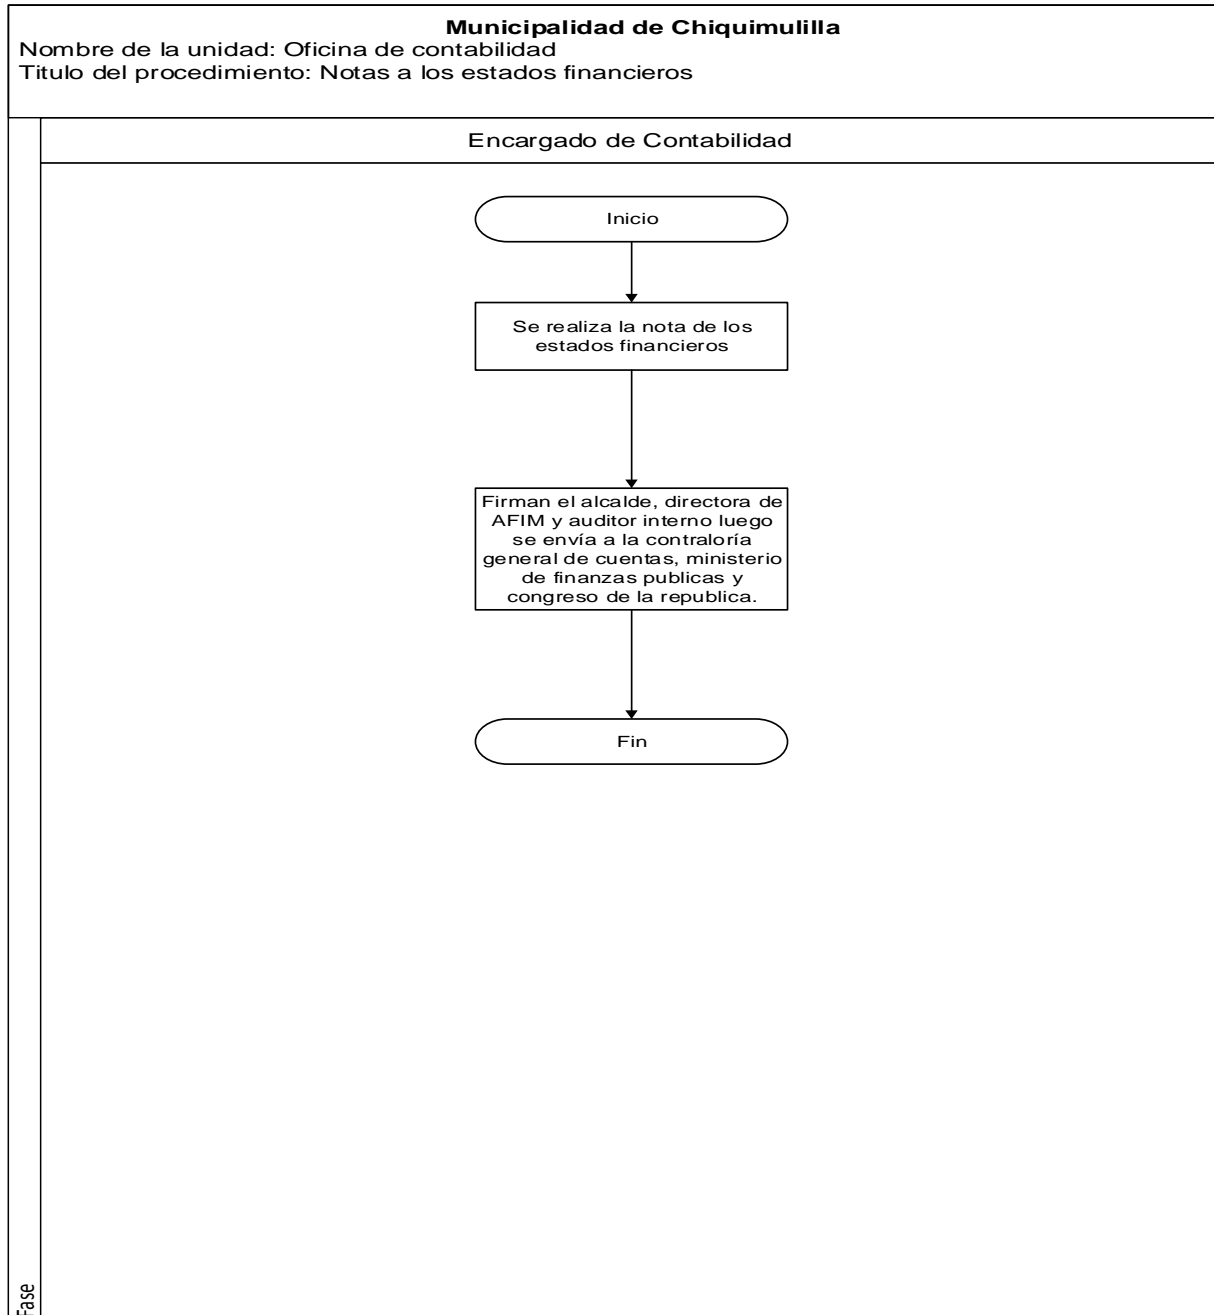 Municipalidad de Chiquimulilla
Nombre de la unidad: Oficina de contabilidad
Titulo del procedimiento: Notas a los estados financieros
Encargado de Contabilidad
Inicio
Se realiza la nota de los
estados financieros
Firman el alcalde, directora de
AFIM y auditor interno luego
se envía a la contraloría
general de cuentas, ministerio
de finanzas publicas y
congreso de la republica.
Fin
Fase